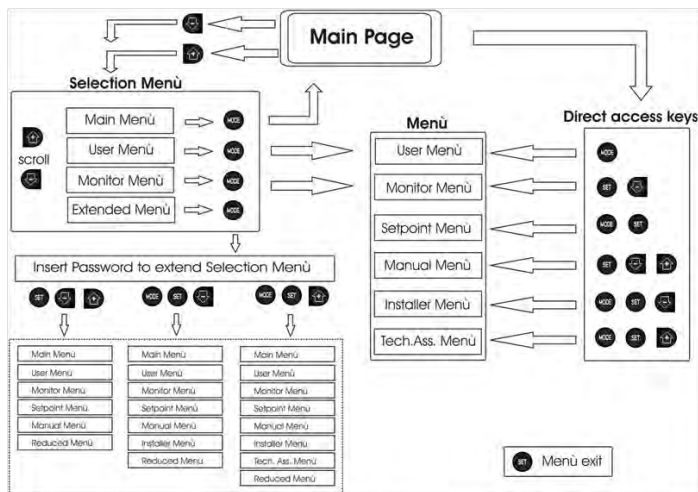 Main Page
Selection Menù
Main Menù
MODE
User Menù
MODE
scroll
Monitor Menù
MODE
Extended Menù
MODE
Insert Password to extend Selection Menù
SET
MODE SET
MODE SET
Main Menù
User Menù
Monitor Menù
Setpoint Menù
Manual Menù
Reduced Menù
Main Menù
User Menù
Monitor Menù
Setpoint Menù
Manual Menù
Installer Menù
Reduced Menù
Main Menù
User Menù
Monitor Menù
Setpoint Menù
Manual Menù
Installer Menù
Tech. Ass. Menù
Reduced Menù
Menù
User Menù
Monitor Menù
Setpoint Menù
Manual Menù
Installer Menù
Tech.Ass. Menù
Direct access keys
MODE
SET
MODE SET
SET
MODE SET
MODE SET
SET Menù exit